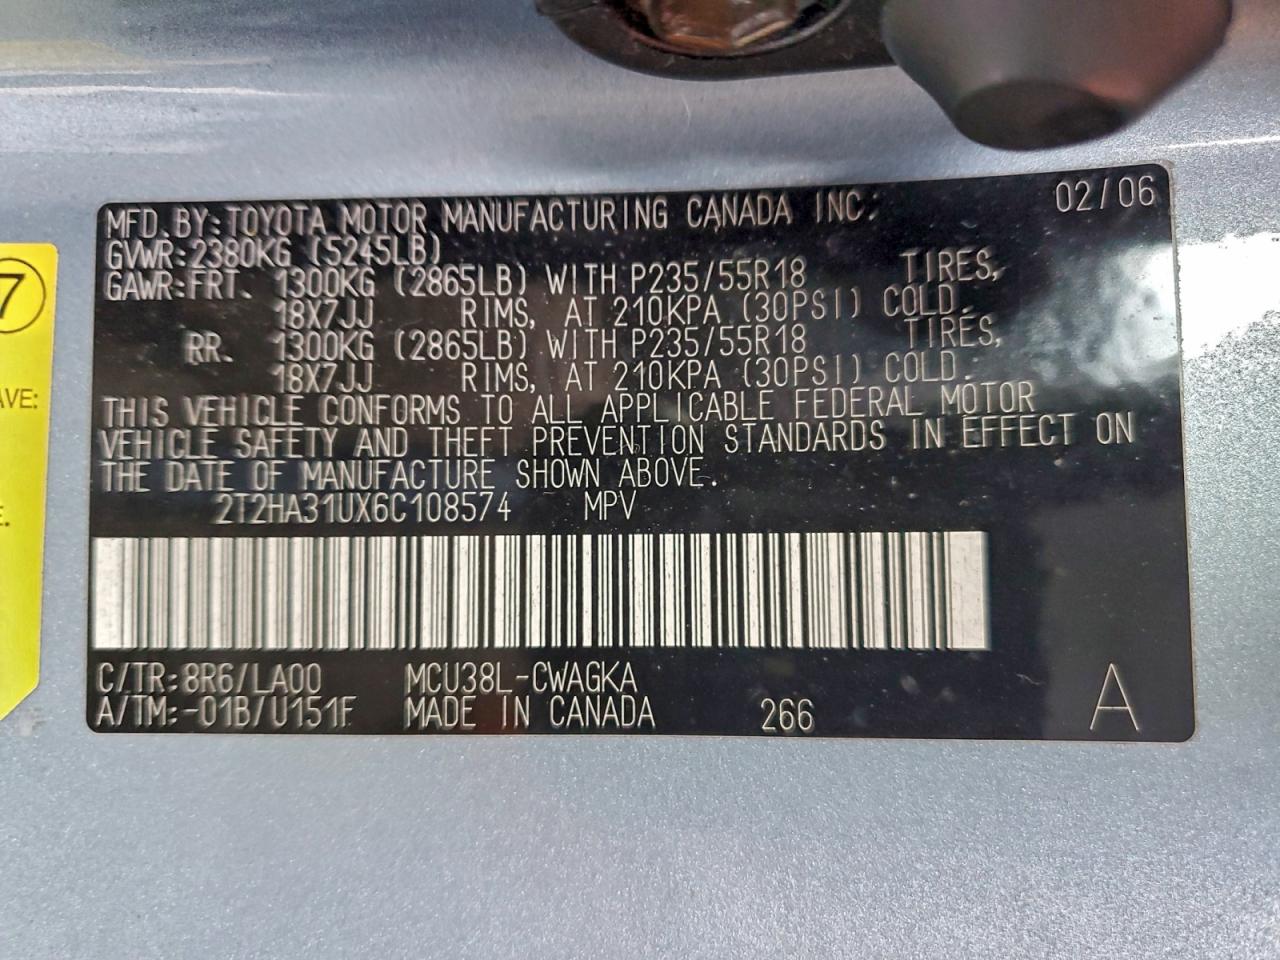 MFD.BY:TOYOTA MOTOR MANUFACTURING CANADA INC. 02/06
GVWR:2380KG (5245LB)
GAWR:FRT. 1300KG (2865LB) WITH P235/55R18 TIRES,
18X7JJ RIMS, AT 210KPA (30PSI) COLD.
RR. 1300KG (2865LB) WITH P235/55R18 TIRES,
18X7JJ RIMS, AT 210KPA (30PSI) COLD.
THIS VEHICLE CONFORMS TO ALL APPLICABLE FEDERAL MOTOR
VEHICLE SAFETY AND THEFT PREVENTION STANDARDS IN EFFECT ON
THE DATE OF MANUFACTURE SHOWN ABOVE.
2T2HA31UX6C108574 MPV
C/TR:8R6/LA00 MCU38L-CWAGKA
A/TM:-01B/U151F MADE IN CANADA 266 A
7
AVE:
E.